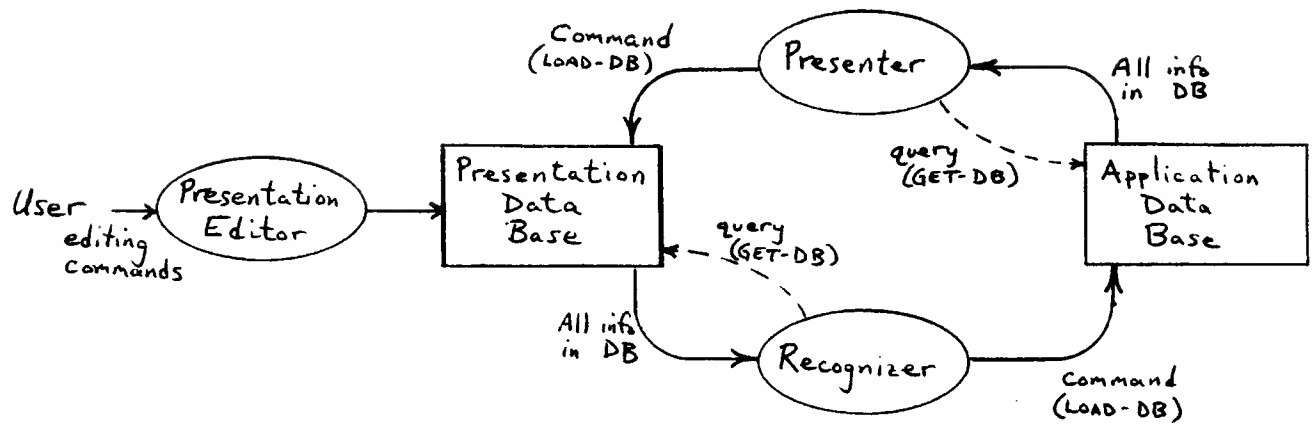 Command
(LOAD-DB)
Presenter
All info
in DB
query
(GET-DB)
User
editing
commands
Presentation
Editor
Presentation
Data
Base
Application
Data
Base
query
(GET-DB)
All info
in DB
Recognizer
Command
(LOAD-DB)